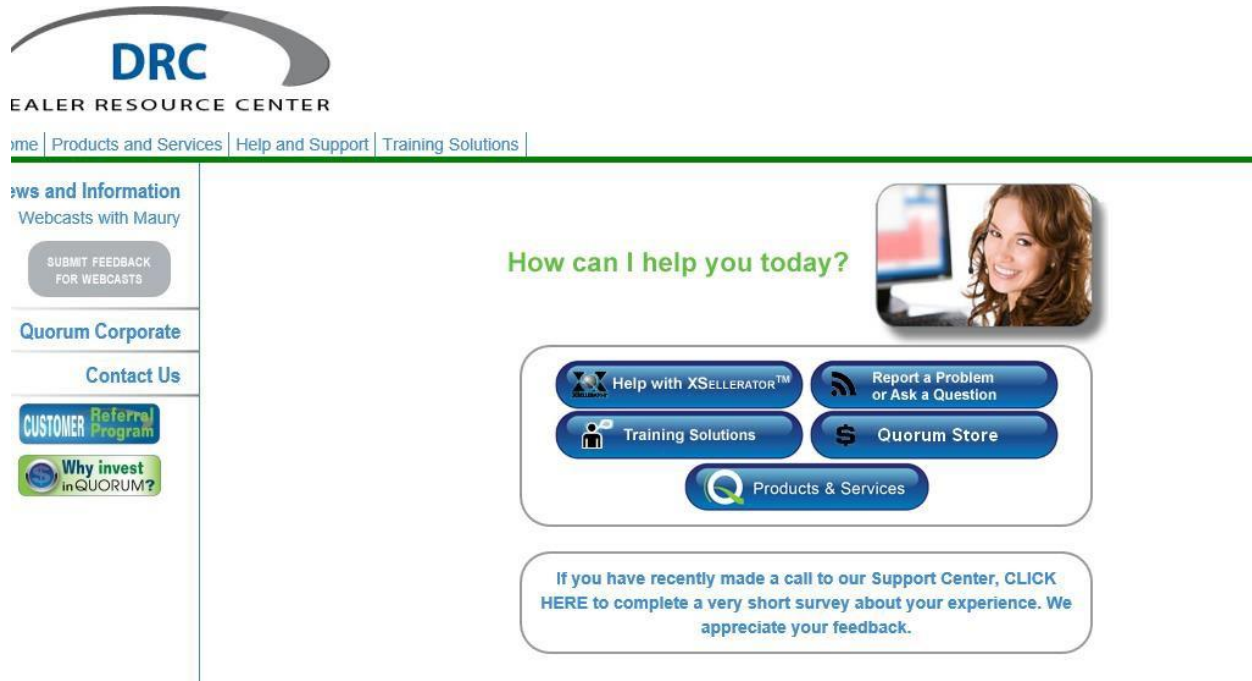 DRC
EALER RESOURCE CENTER
ome Products and Services Help and Support Training Solutions
ews and Information
Webcasts with Maury
SUBMIT FEEDBACK
FOR WEBCASTS
Quorum Corporate
Contact Us
CUSTOMER Referral
Program
Why invest
in QUORUM?
How can I help you today?
Help with XSELLERATOR™
Report a Problem
or Ask a Question
Training Solutions
$ Quorum Store
Products & Services
If you have recently made a call to our Support Center, CLICK
HERE to complete a very short survey about your experience. We
appreciate your feedback.